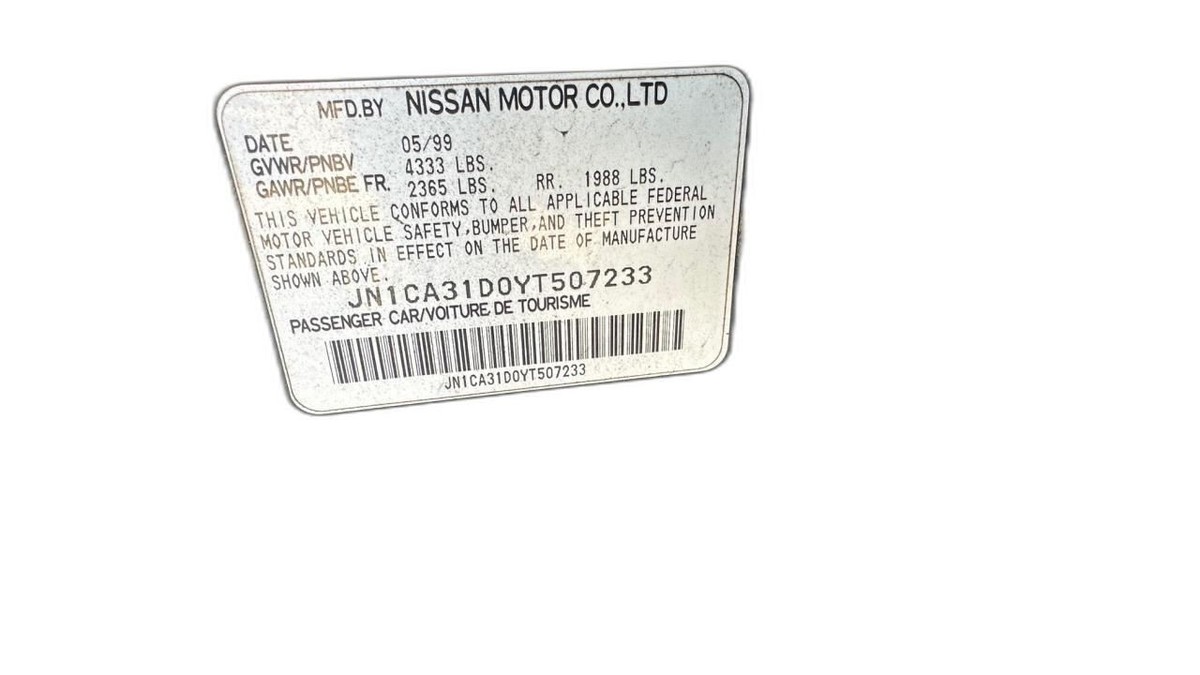 MFD.BY NISSAN MOTOR CO.,LTD
DATE 05/99
GVWR/PNBV 4333 LBS.
GAWR/PNBE FR. 2365 LBS. RR. 1988 LBS.
THIS VEHICLE CONFORMS TO ALL APPLICABLE FEDERAL
MOTOR VEHICLE SAFETY,BUMPER,AND THEFT PREVENTION
STANDARDS IN EFFECT ON THE DATE OF MANUFACTURE
SHOWN ABOVE.
JN1CA31D0YT507233
PASSENGER CAR/VOITURE DE TOURISME
JN1CA31D0YT507233